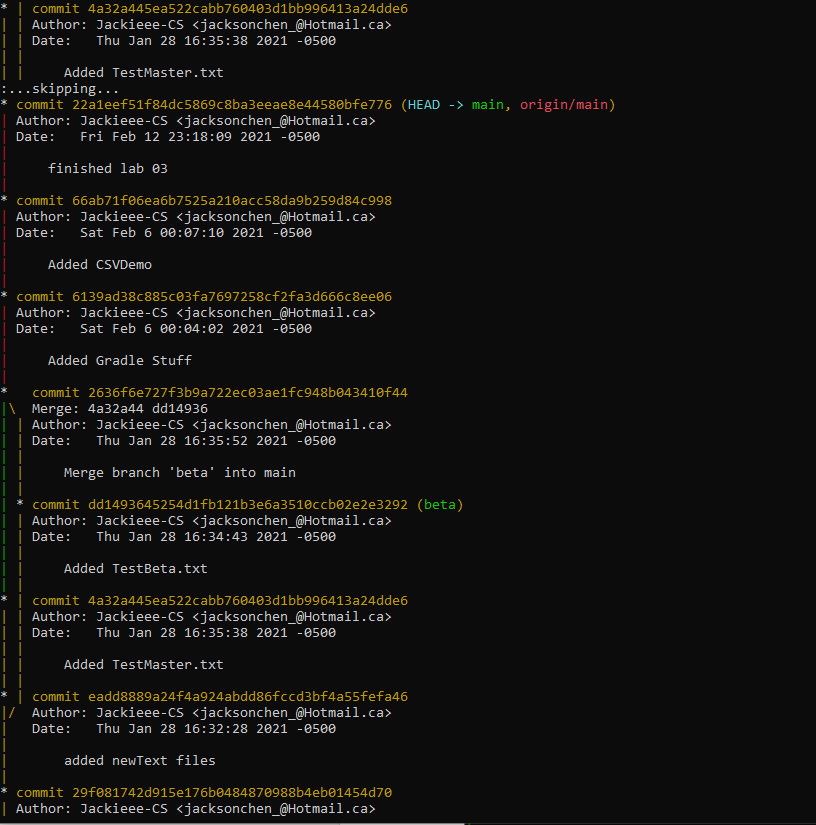 * | commit 4a32a445ea522cabb760403d1bb996413a24dde6
| | Author: Jackieee-CS <jacksonchen_@Hotmail.ca>
| | Date:   Thu Jan 28 16:35:38 2021 -0500
| |
| |     Added TestMaster.txt
:...skipping...
* commit 22a1eef51f84dc5869c8ba3eeae8e44580bfe776 (HEAD -> main, origin/main)
| Author: Jackieee-CS <jacksonchen_@Hotmail.ca>
| Date:   Fri Feb 12 23:18:09 2021 -0500
|
|     finished lab 03
|
* commit 66ab71f06ea6b7525a210acc58da9b259d84c998
| Author: Jackieee-CS <jacksonchen_@Hotmail.ca>
| Date:   Sat Feb 6 00:07:10 2021 -0500
|
|     Added CSVDemo
|
* commit 6139ad38c885c03fa7697258cf2fa3d666c8ee06
| Author: Jackieee-CS <jacksonchen_@Hotmail.ca>
| Date:   Sat Feb 6 00:04:02 2021 -0500
|
|     Added Gradle Stuff
|
*   commit 2636f6e727f3b9a722ec03ae1fc948b043410f44
|\  Merge: 4a32a44 dd14936
| | Author: Jackieee-CS <jacksonchen_@Hotmail.ca>
| | Date:   Thu Jan 28 16:35:52 2021 -0500
| |
| |     Merge branch 'beta' into main
| |
| * commit dd1493645254d1fb121b3e6a3510ccb02e2e3292 (beta)
| | Author: Jackieee-CS <jacksonchen_@Hotmail.ca>
| | Date:   Thu Jan 28 16:34:43 2021 -0500
| |
| |     Added TestBeta.txt
| |
* | commit 4a32a445ea522cabb760403d1bb996413a24dde6
| | Author: Jackieee-CS <jacksonchen_@Hotmail.ca>
| | Date:   Thu Jan 28 16:35:38 2021 -0500
| |
| |     Added TestMaster.txt
| |
* | commit eadd8889a24f4a924abdd86fccd3bf4a55fefa46
|/  Author: Jackieee-CS <jacksonchen_@Hotmail.ca>
|   Date:   Thu Jan 28 16:32:28 2021 -0500
|
|       added newText files
|
* commit 29f081742d915e176b0484870988b4eb01454d70
| Author: Jackieee-CS <jacksonchen_@Hotmail.ca>